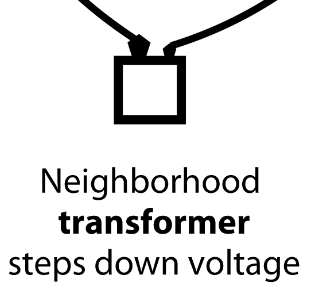 Neighborhood
transformer
steps down voltage